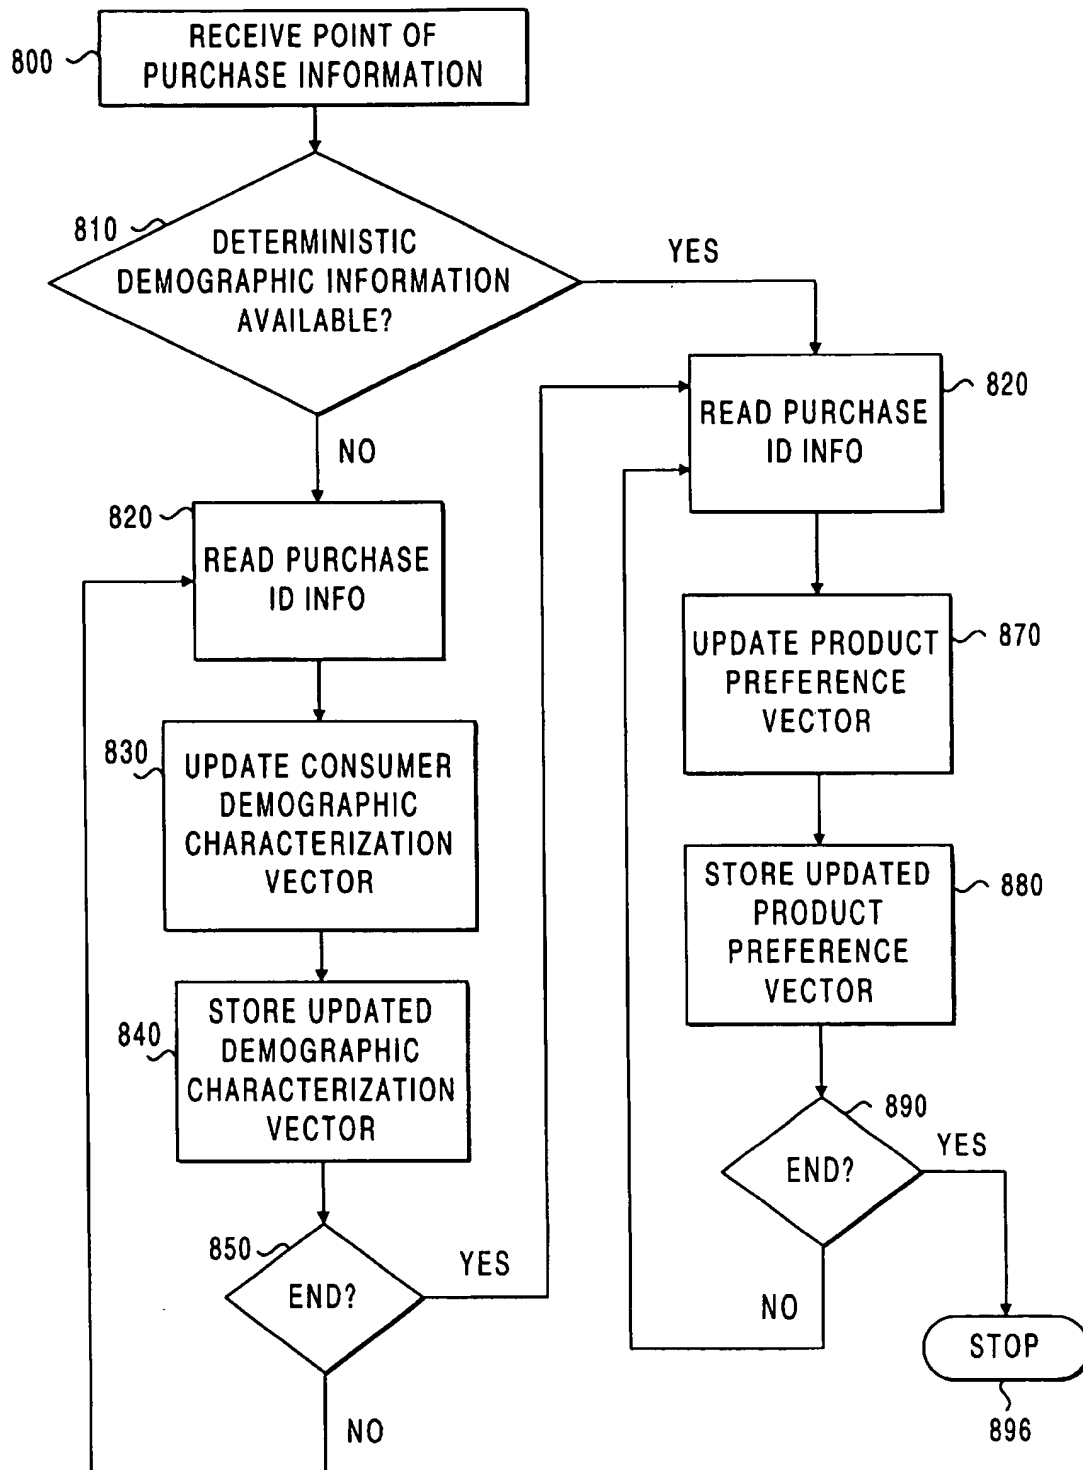 800
RECEIVE POINT OF
PURCHASE INFORMATION
810
DETERMINISTIC
DEMOGRAPHIC INFORMATION
AVAILABLE?
YES
NO
820
READ PURCHASE
ID INFO
830
UPDATE CONSUMER
DEMOGRAPHIC
CHARACTERIZATION
VECTOR
840
STORE UPDATED
DEMOGRAPHIC
CHARACTERIZATION
VECTOR
850
END?
YES
NO
820
READ PURCHASE
ID INFO
870
UPDATE PRODUCT
PREFERENCE
VECTOR
880
STORE UPDATED
PRODUCT
PREFERENCE
VECTOR
890
END?
YES
NO
STOP
896